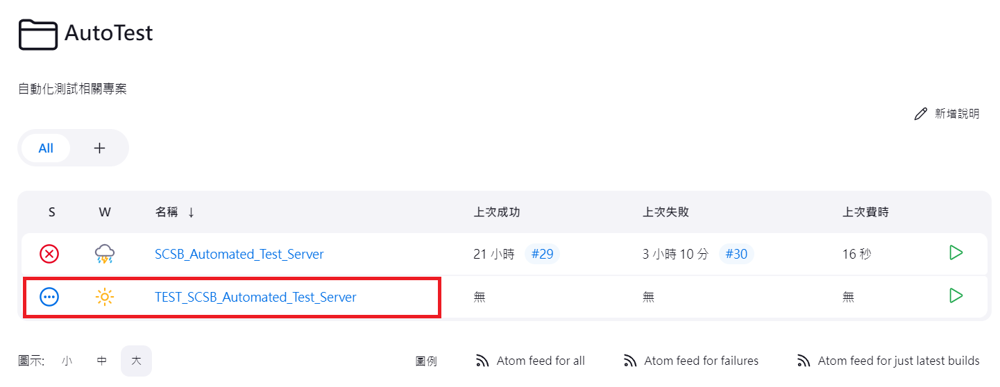 AutoTest
自動化測試相關專案
新增說明
All +
S W 名稱 ↓ 上次成功 上次失敗 上次費時
SCSB_Automated_Test_Server 21 小時 #29 3 小時 10 分 #30 16 秒
TEST_SCSB_Automated_Test_Server 無 無 無
圖示: 小 中 大 圖例 Atom feed for all Atom feed for failures Atom feed for just latest builds